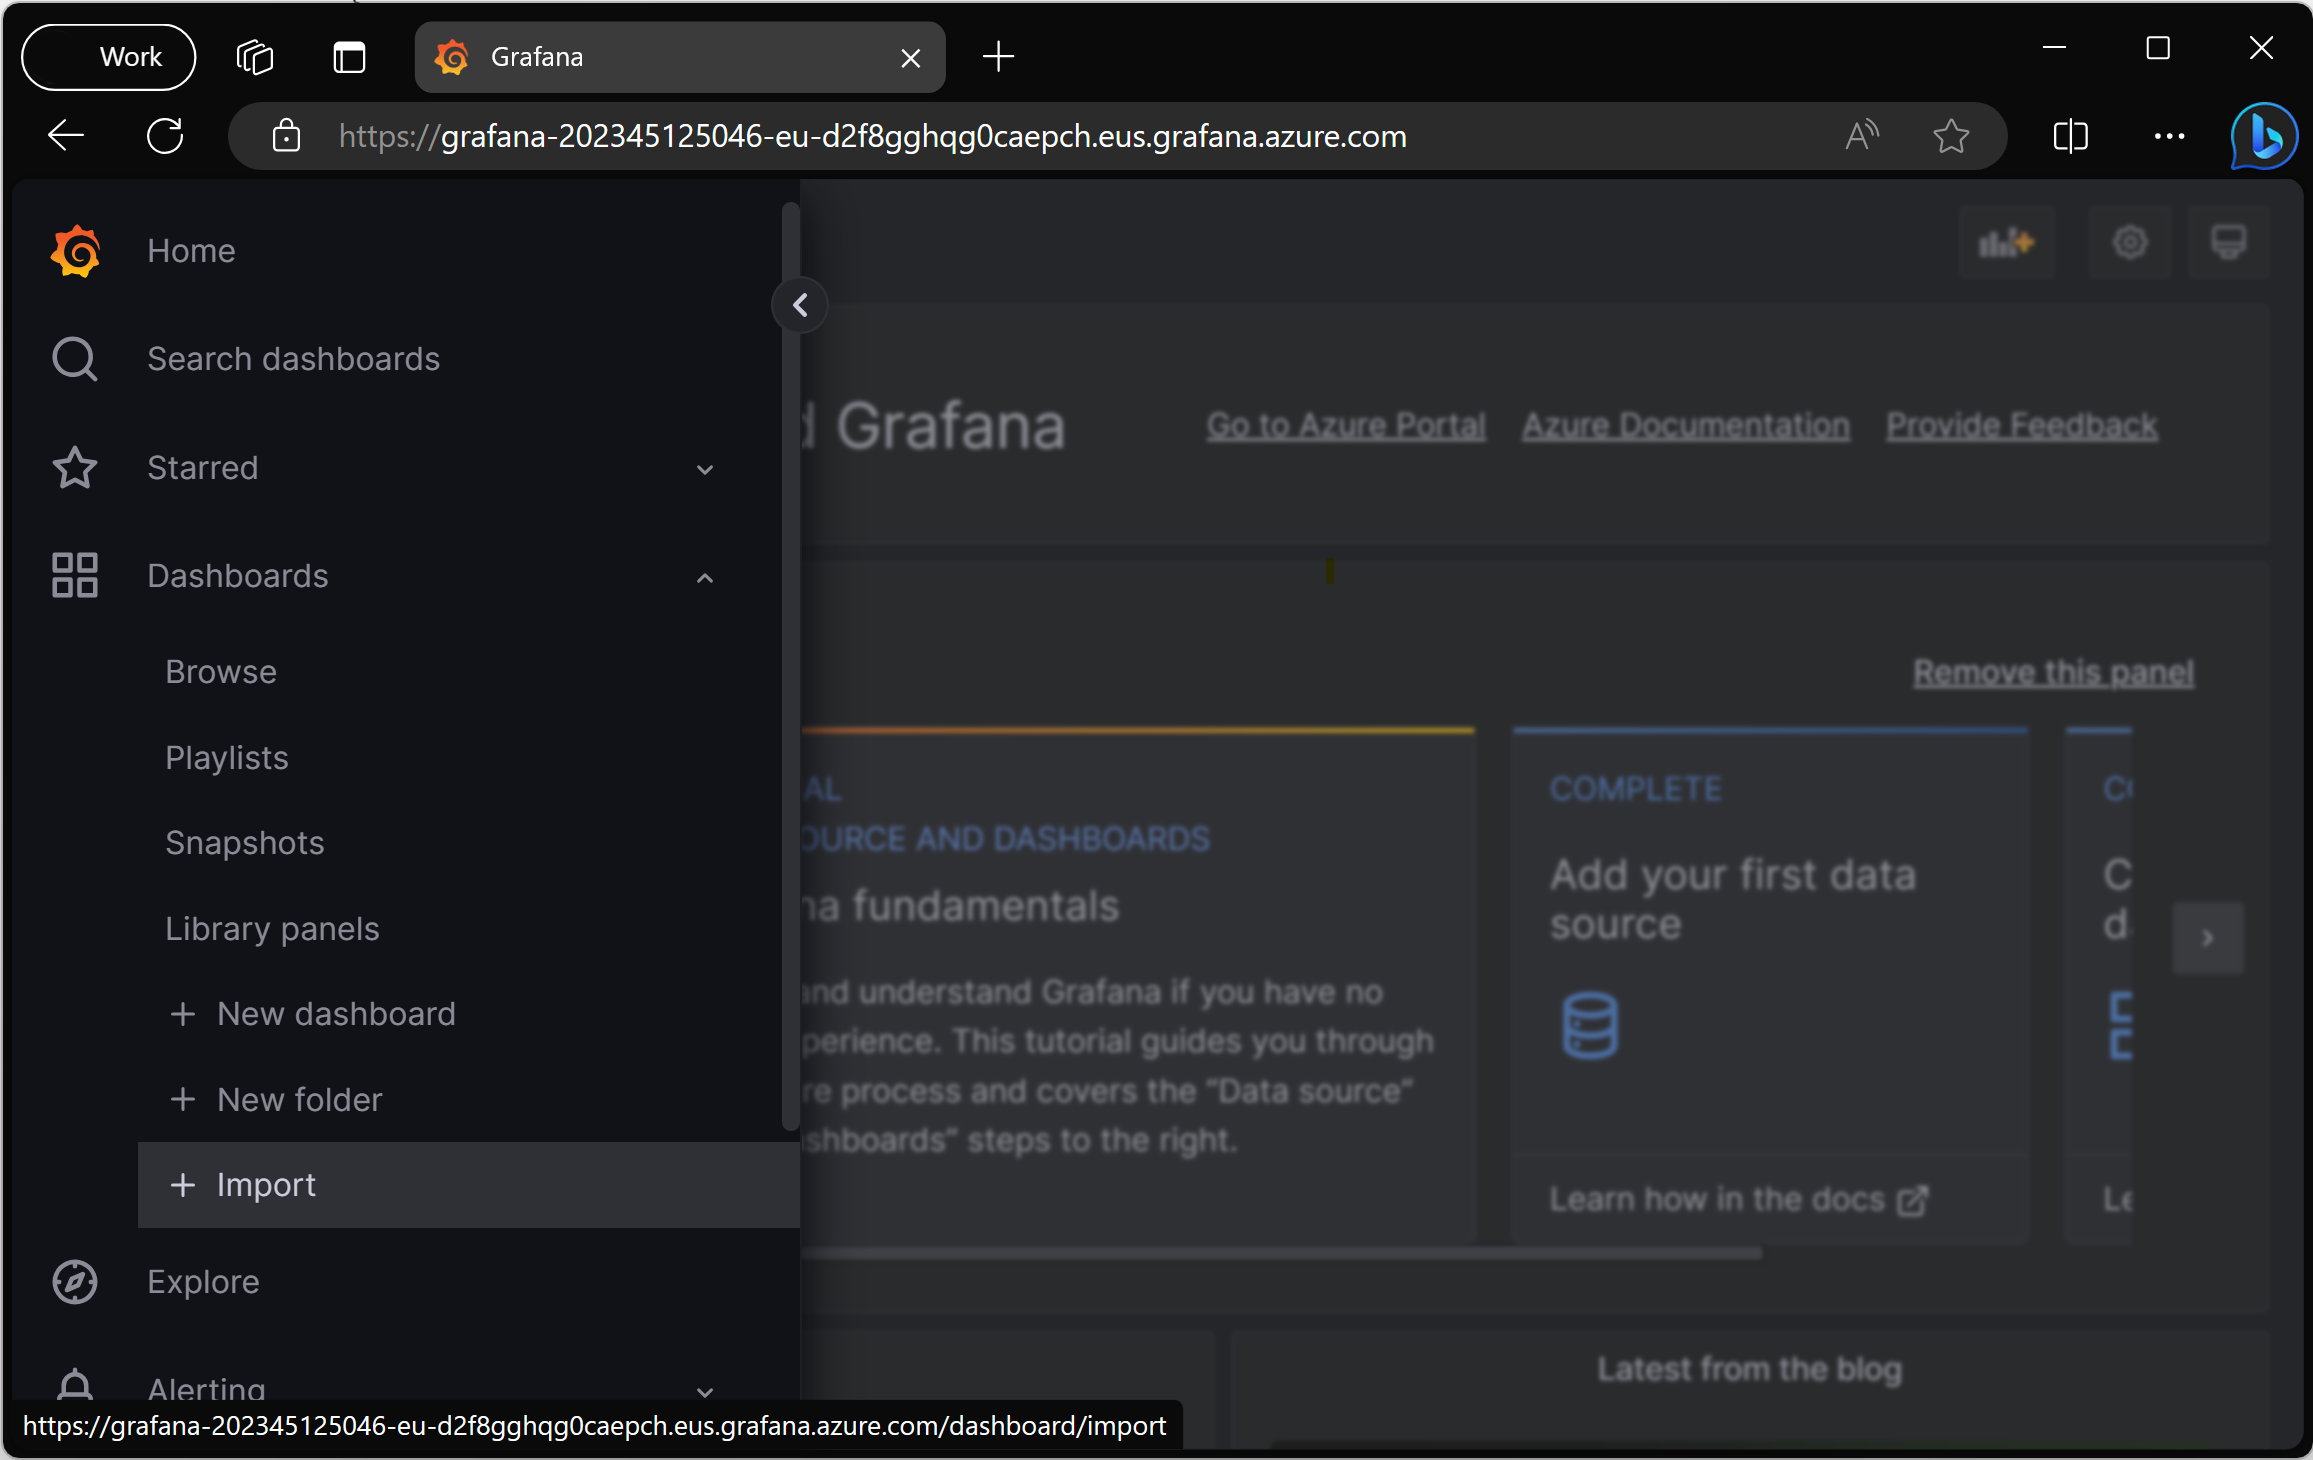 Work
Grafana
https://grafana-202345125046-eu-d2f8gghqg0caepch.eus.grafana.azure.com
Home
Search dashboards
Starred
Dashboards
Browse
Playlists
Snapshots
Library panels
+ New dashboard
+ New folder
+ Import
Explore
Alerting
d Grafana
Go to Azure Portal
Azure Documentation
Provide Feedback
Remove this panel
AL
OURCE AND DASHBOARDS
na fundamentals
and understand Grafana if you have no
perience. This tutorial guides you through
re process and covers the “Data source”
shboards” steps to the right.
COMPLETE
Add your first data
source
Learn how in the docs
C
d
Le
Latest from the blog
https://grafana-202345125046-eu-d2f8gghqg0caepch.eus.grafana.azure.com/dashboard/import